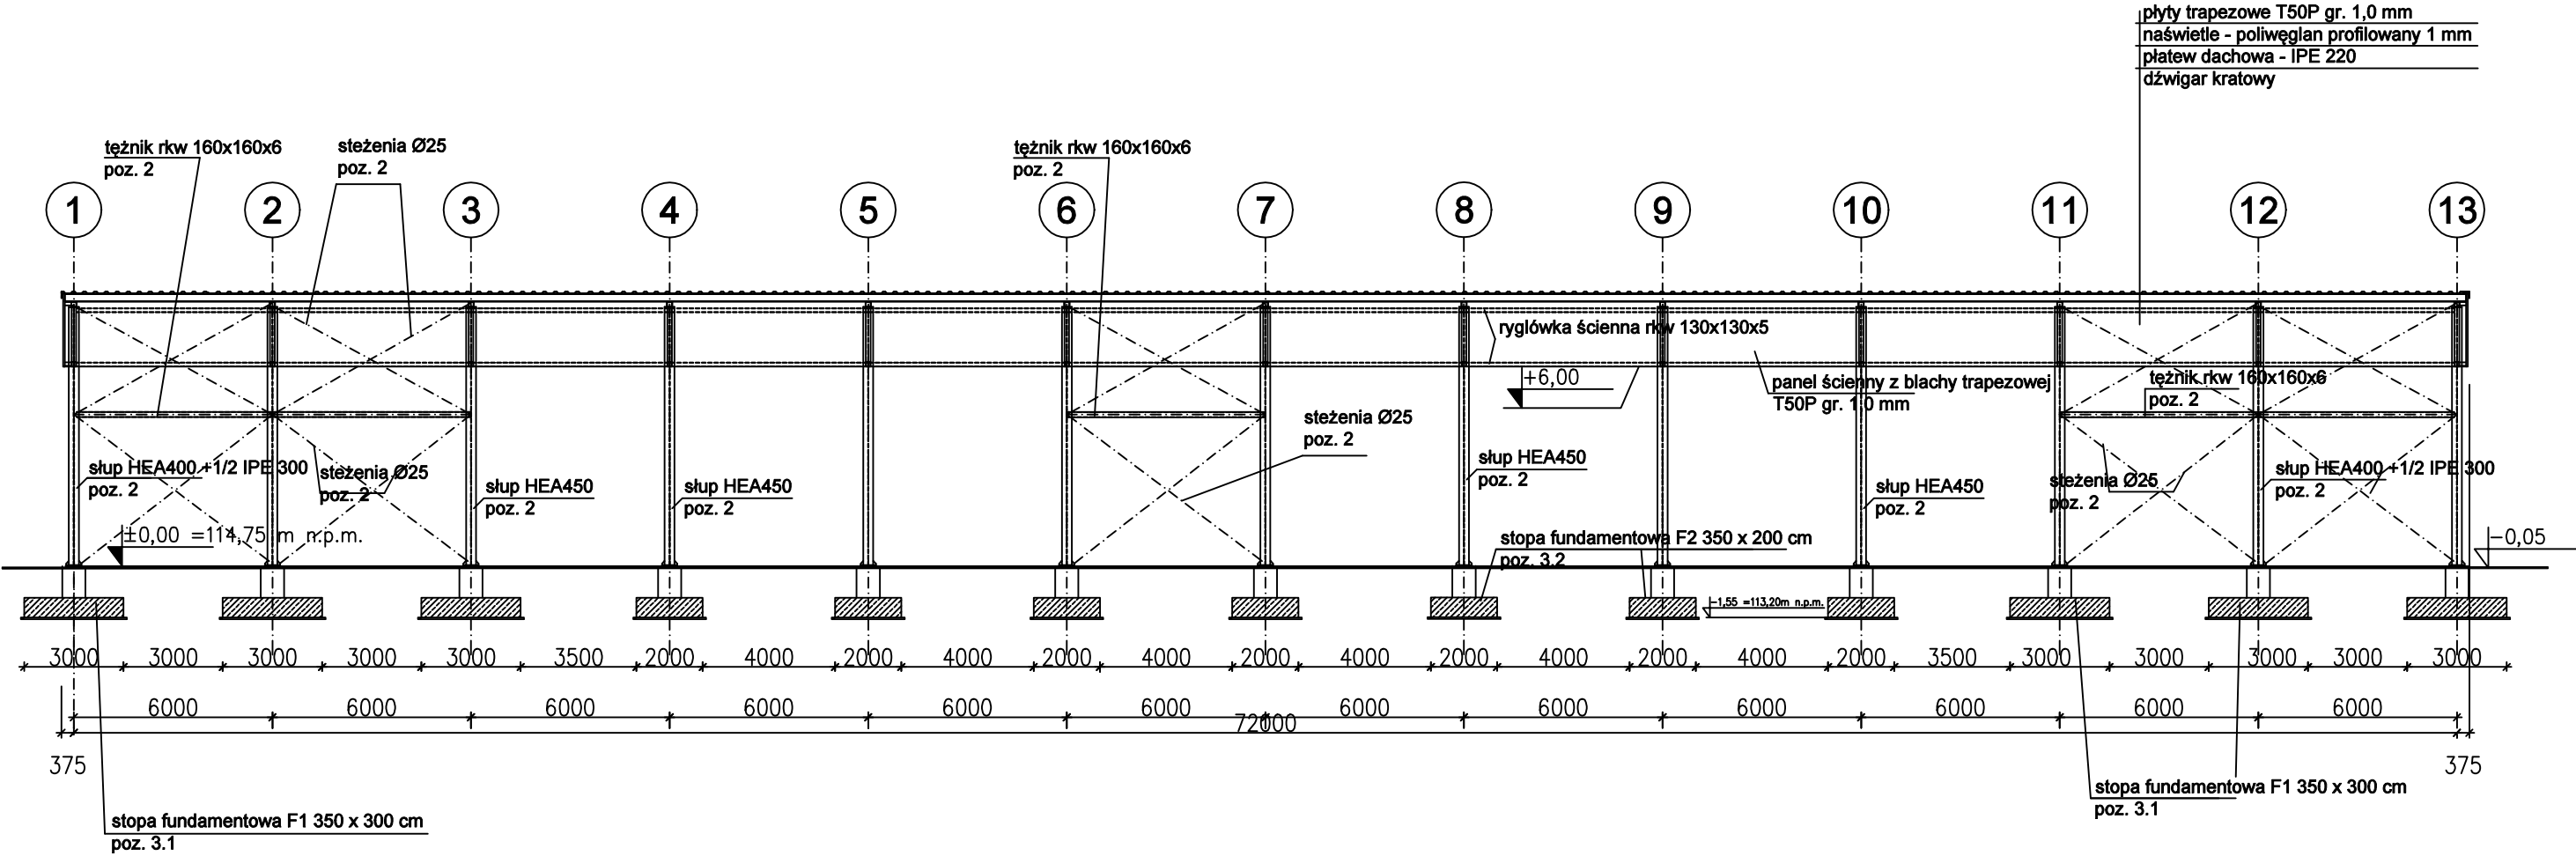 płyty trapezowe T50P gr. 1,0 mm
naświetle - poliwęglan profilowany 1 mm
płatew dachowa - IPE 220
dźwigar kratowy
tężnik rkw 160x160x6
poz. 2
steżenia Ø25
poz. 2
tężnik rkw 160x160x6
poz. 2
1 2 3 4 5 6 7 8 9 10 11 12 13
ryglówka ścienna rkw 130x130x5
+6,00
panel ścienny z blachy trapezowej
T50P gr. 1,0 mm
tężnik rkw 160x160x6
poz. 2
steżenia Ø25
poz. 2
słup HEA400 +1/2 IPE 300
poz. 2
steżenia Ø25
poz. 2
słup HEA450
poz. 2
słup HEA450
poz. 2
słup HEA450
poz. 2
słup HEA450
poz. 2
steżenia Ø25
poz. 2
słup HEA400 +1/2 IPE 300
poz. 2
±0,00 =114,75 m n.p.m.
stopa fundamentowa F2 350 x 200 cm
poz. 3.2
-0,05
-1,55 =113,20m n.p.m.
3000 3000 3000 3000 3000 3500 2000 4000 2000 4000 2000 4000 2000 4000 2000 4000 2000 4000 2000 3500 3000 3000 3000 3000 3000
6000 6000 6000 6000 6000 6000 6000 6000 6000 6000 6000 6000
72000
375 375
stopa fundamentowa F1 350 x 300 cm
poz. 3.1
stopa fundamentowa F1 350 x 300 cm
poz. 3.1